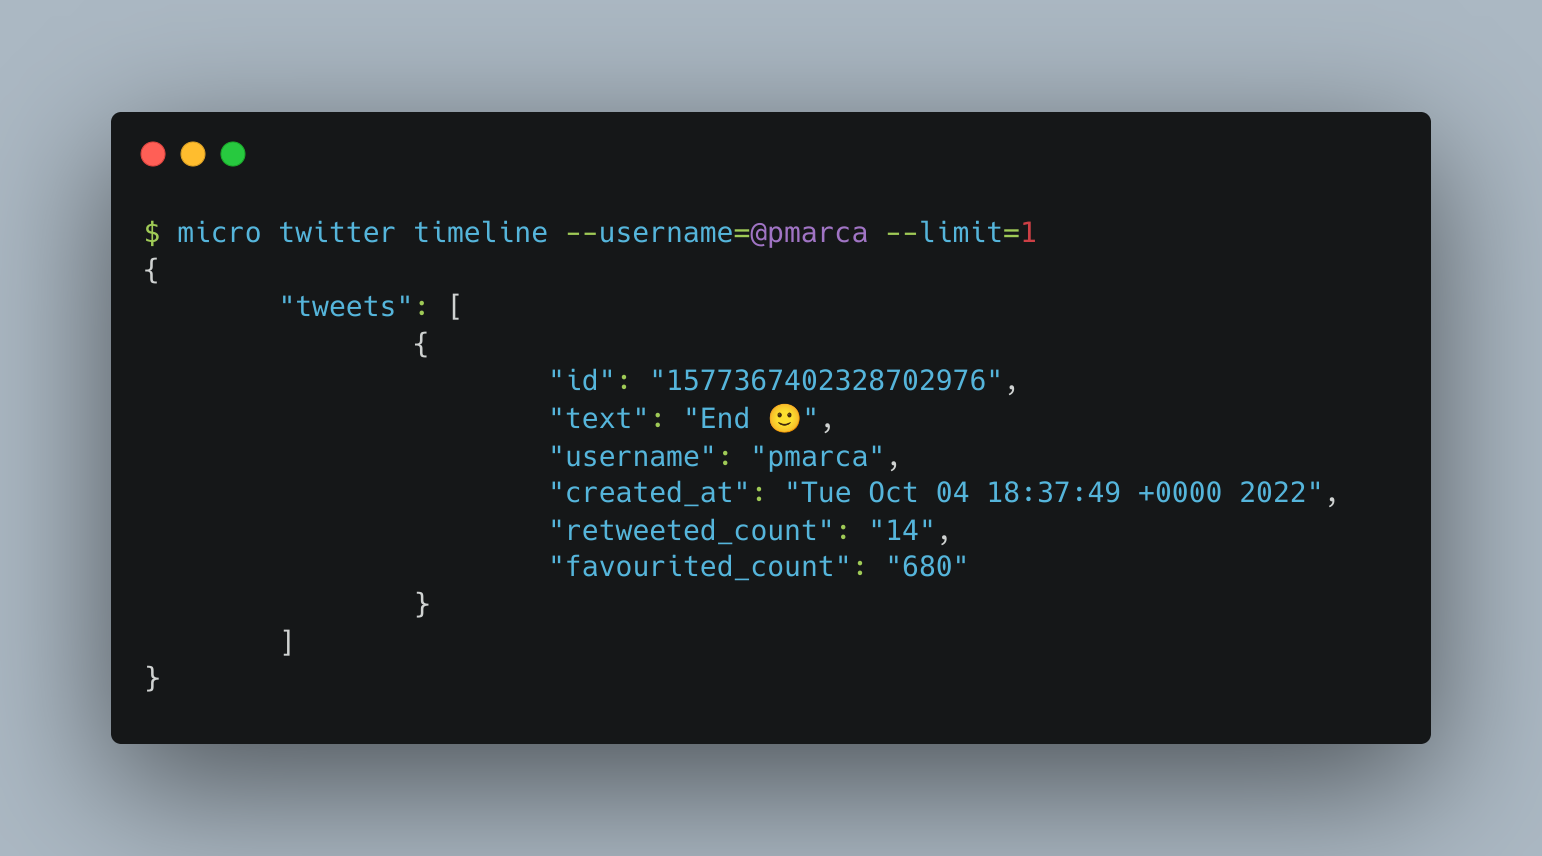 $ micro twitter timeline --username=@pmarca --limit=1
{
        "tweets": [
                {
                        "id": "1577367402328702976",
                        "text": "End 🙂",
                        "username": "pmarca",
                        "created_at": "Tue Oct 04 18:37:49 +0000 2022",
                        "retweeted_count": "14",
                        "favourited_count": "680"
                }
        ]
}